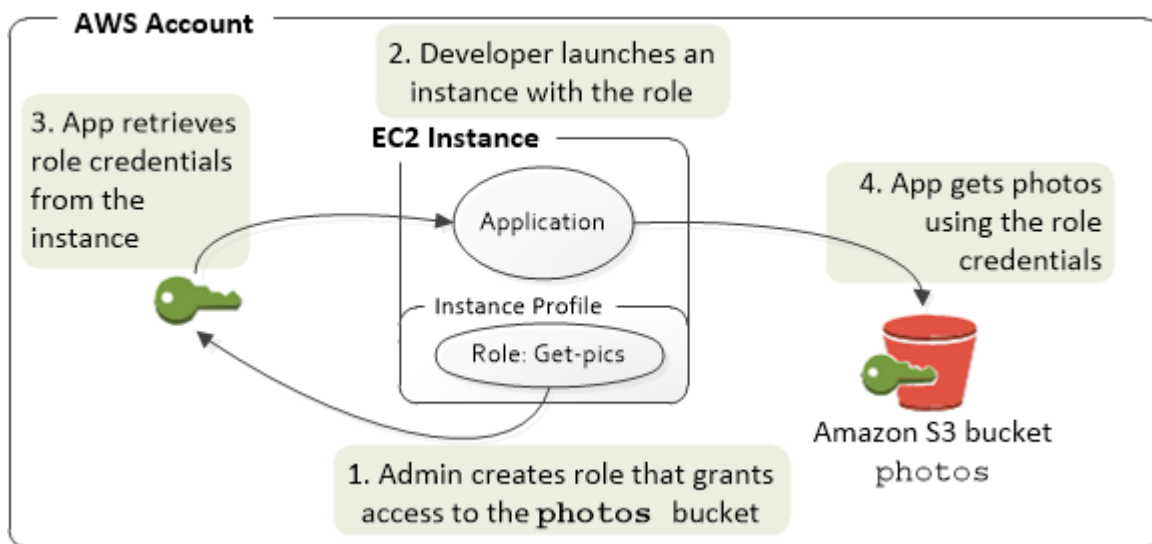 AWS Account
2. Developer launches an
instance with the role
3. App retrieves
role credentials
from the
instance
EC2 Instance
Application
4. App gets photos
using the role
credentials
Instance Profile
Role: Get-pics
Amazon S3 bucket
photos
1. Admin creates role that grants
access to the photos bucket